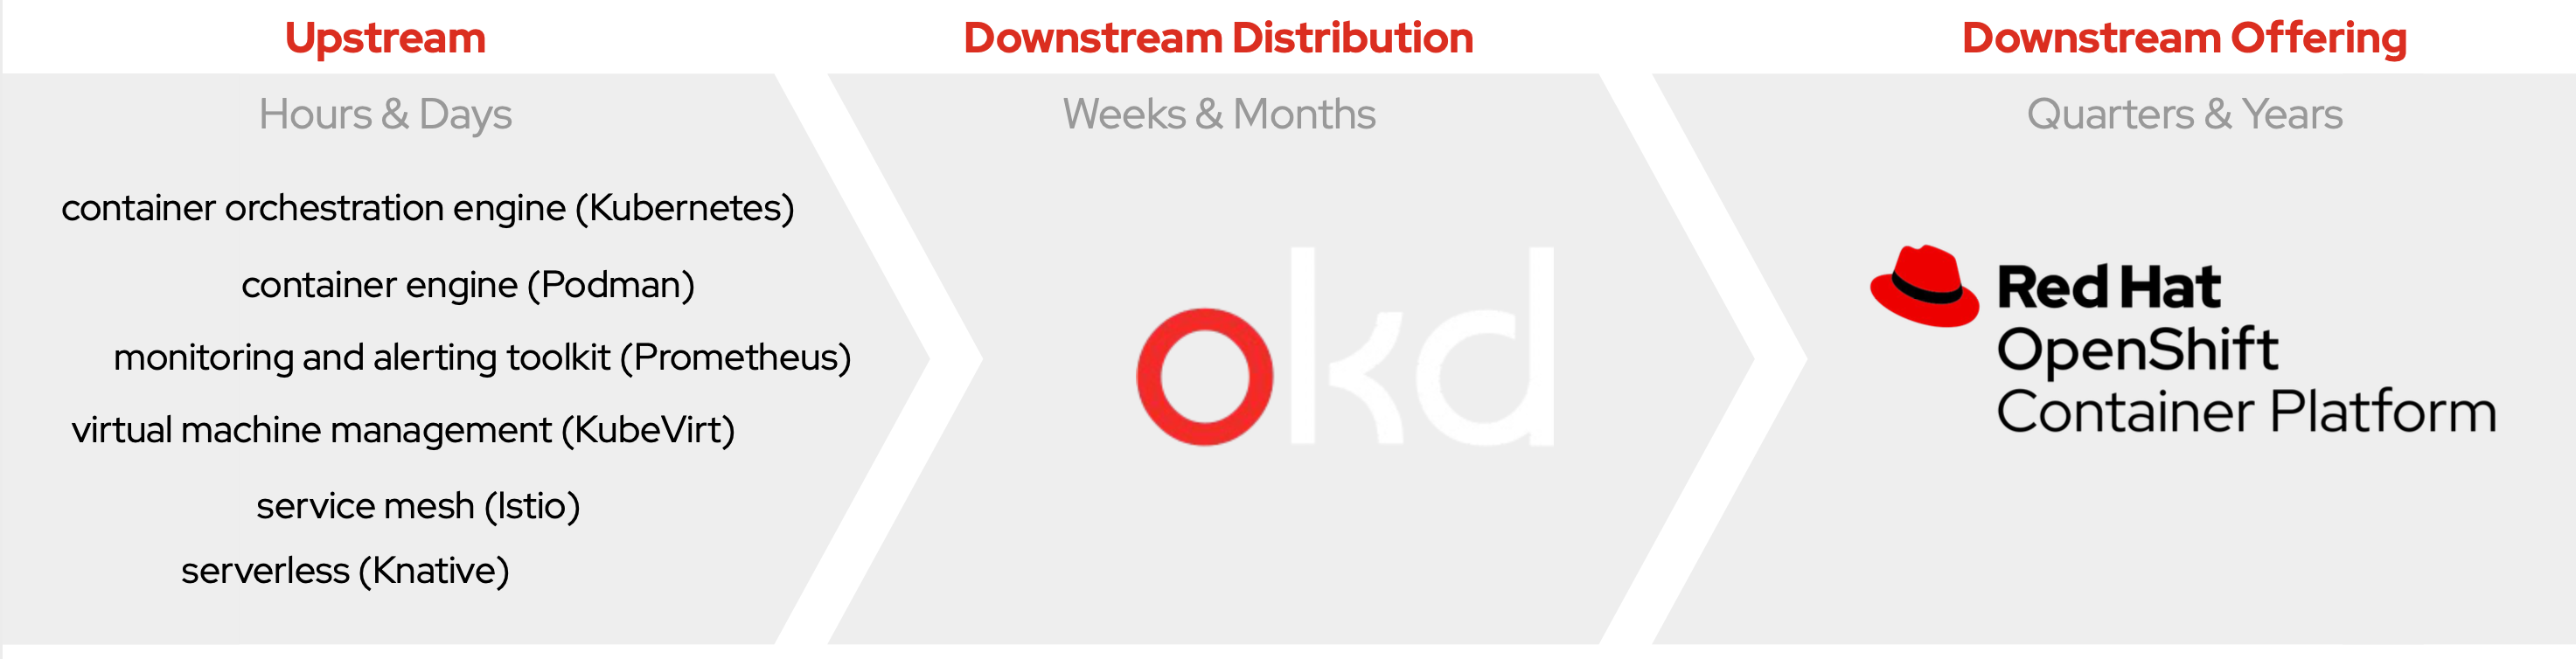 Upstream
Hours & Days
container orchestration engine (Kubernetes)
container engine (Podman)
monitoring and alerting toolkit (Prometheus)
virtual machine management (KubeVirt)
service mesh (Istio)
serverless (Knative)
Downstream Distribution
Weeks & Months
okd
Downstream Offering
Quarters & Years
Red Hat
OpenShift
Container Platform